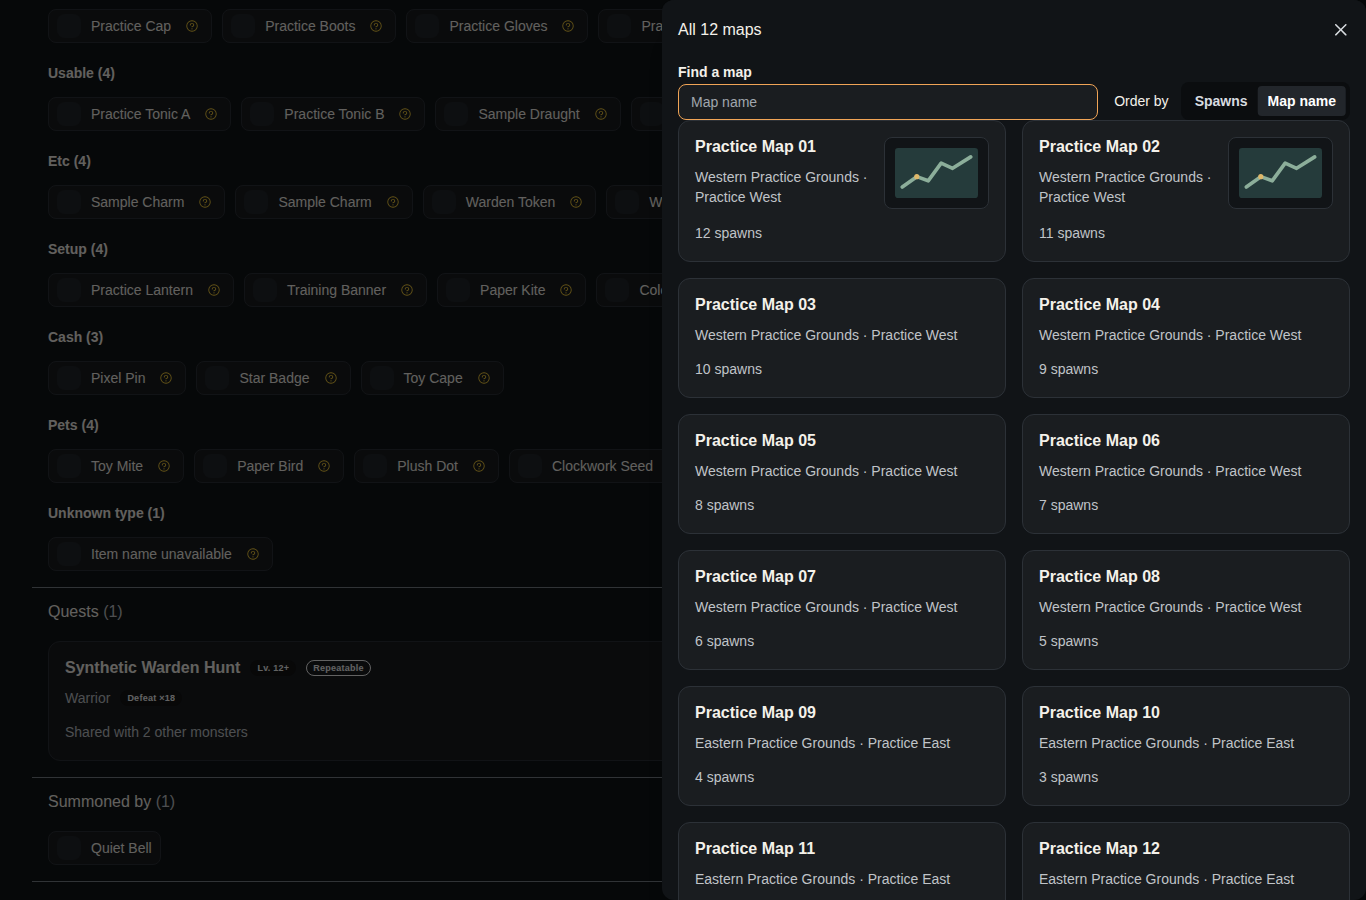 Practice Cap
Practice Boots
Practice Gloves
Usable (4)
Practice Tonic A
Practice Tonic B
Sample Draught
Etc (4)
Sample Charm
Sample Charm
Warden Token
Setup (4)
Practice Lantern
Training Banner
Paper Kite
Cash (3)
Pixel Pin
Star Badge
Toy Cape
Pets (4)
Toy Mite
Paper Bird
Plush Dot
Clockwork Seed
Unknown type (1)
Item name unavailable
Quests (1)
Synthetic Warden Hunt Lv. 12+ Repeatable
Warrior Defeat ×18
Shared with 2 other monsters
Summoned by (1)
Quiet Bell
All 12 maps
Find a map
Map name
Order by Spawns Map name
Practice Map 01
Western Practice Grounds ·
Practice West
12 spawns
Practice Map 02
Western Practice Grounds ·
Practice West
11 spawns
Practice Map 03
Western Practice Grounds · Practice West
10 spawns
Practice Map 04
Western Practice Grounds · Practice West
9 spawns
Practice Map 05
Western Practice Grounds · Practice West
8 spawns
Practice Map 06
Western Practice Grounds · Practice West
7 spawns
Practice Map 07
Western Practice Grounds · Practice West
6 spawns
Practice Map 08
Western Practice Grounds · Practice West
5 spawns
Practice Map 09
Eastern Practice Grounds · Practice East
4 spawns
Practice Map 10
Eastern Practice Grounds · Practice East
3 spawns
Practice Map 11
Eastern Practice Grounds · Practice East
Practice Map 12
Eastern Practice Grounds · Practice East